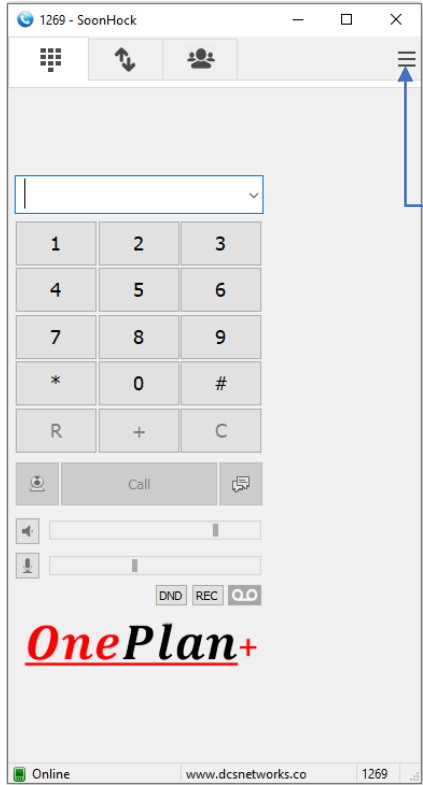 1269 - SoonHock
1 2 3
4 5 6
7 8 9
* 0 #
R + C
Call
DND REC
OnePlan+
Online www.dcsnetworks.co 1269